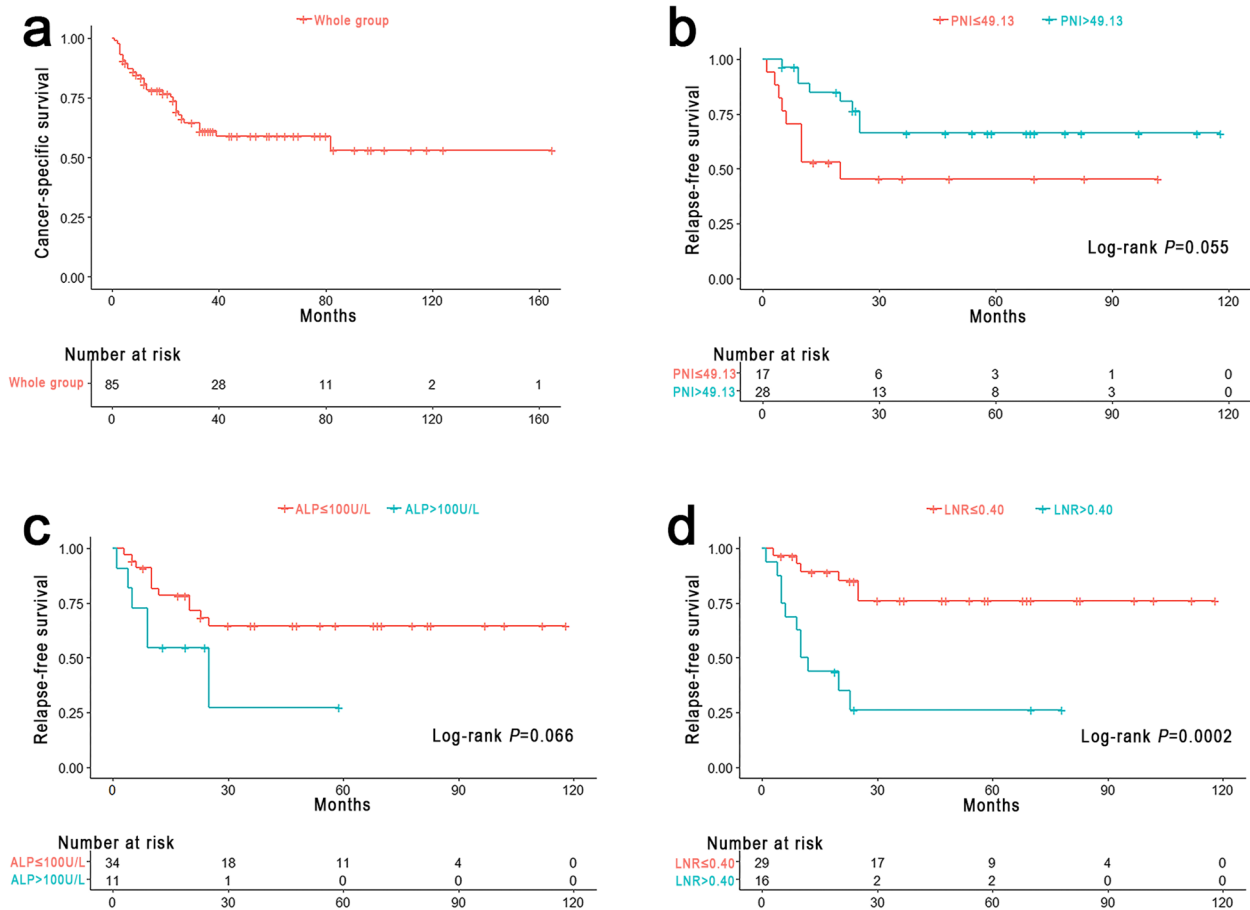 a
Whole group
1.00
0.75
0.50
0.25
0.00
Cancer-specific survival
0 40 80 120 160
Months
Number at risk
Whole group 85 28 11 2 1
0 40 80 120 160
b
PNI≤49.13 PNI>49.13
1.00
0.75
0.50
0.25
0.00
Relapse-free survival
Log-rank P=0.055
0 30 60 90 120
Months
Number at risk
PNI≤49.13 17 6 3 1 0
PNI>49.13 28 13 8 3 0
0 30 60 90 120
c
ALP≤100U/L ALP>100U/L
1.00
0.75
0.50
0.25
0.00
Relapse-free survival
Log-rank P=0.066
0 30 60 90 120
Months
Number at risk
ALP≤100U/L 34 18 11 4 0
ALP>100U/L 11 1 0 0 0
0 30 60 90 120
d
LNR≤0.40 LNR>0.40
1.00
0.75
0.50
0.25
0.00
Relapse-free survival
Log-rank P=0.0002
0 30 60 90 120
Months
Number at risk
LNR≤0.40 29 17 9 4 0
LNR>0.40 16 2 2 0 0
0 30 60 90 120